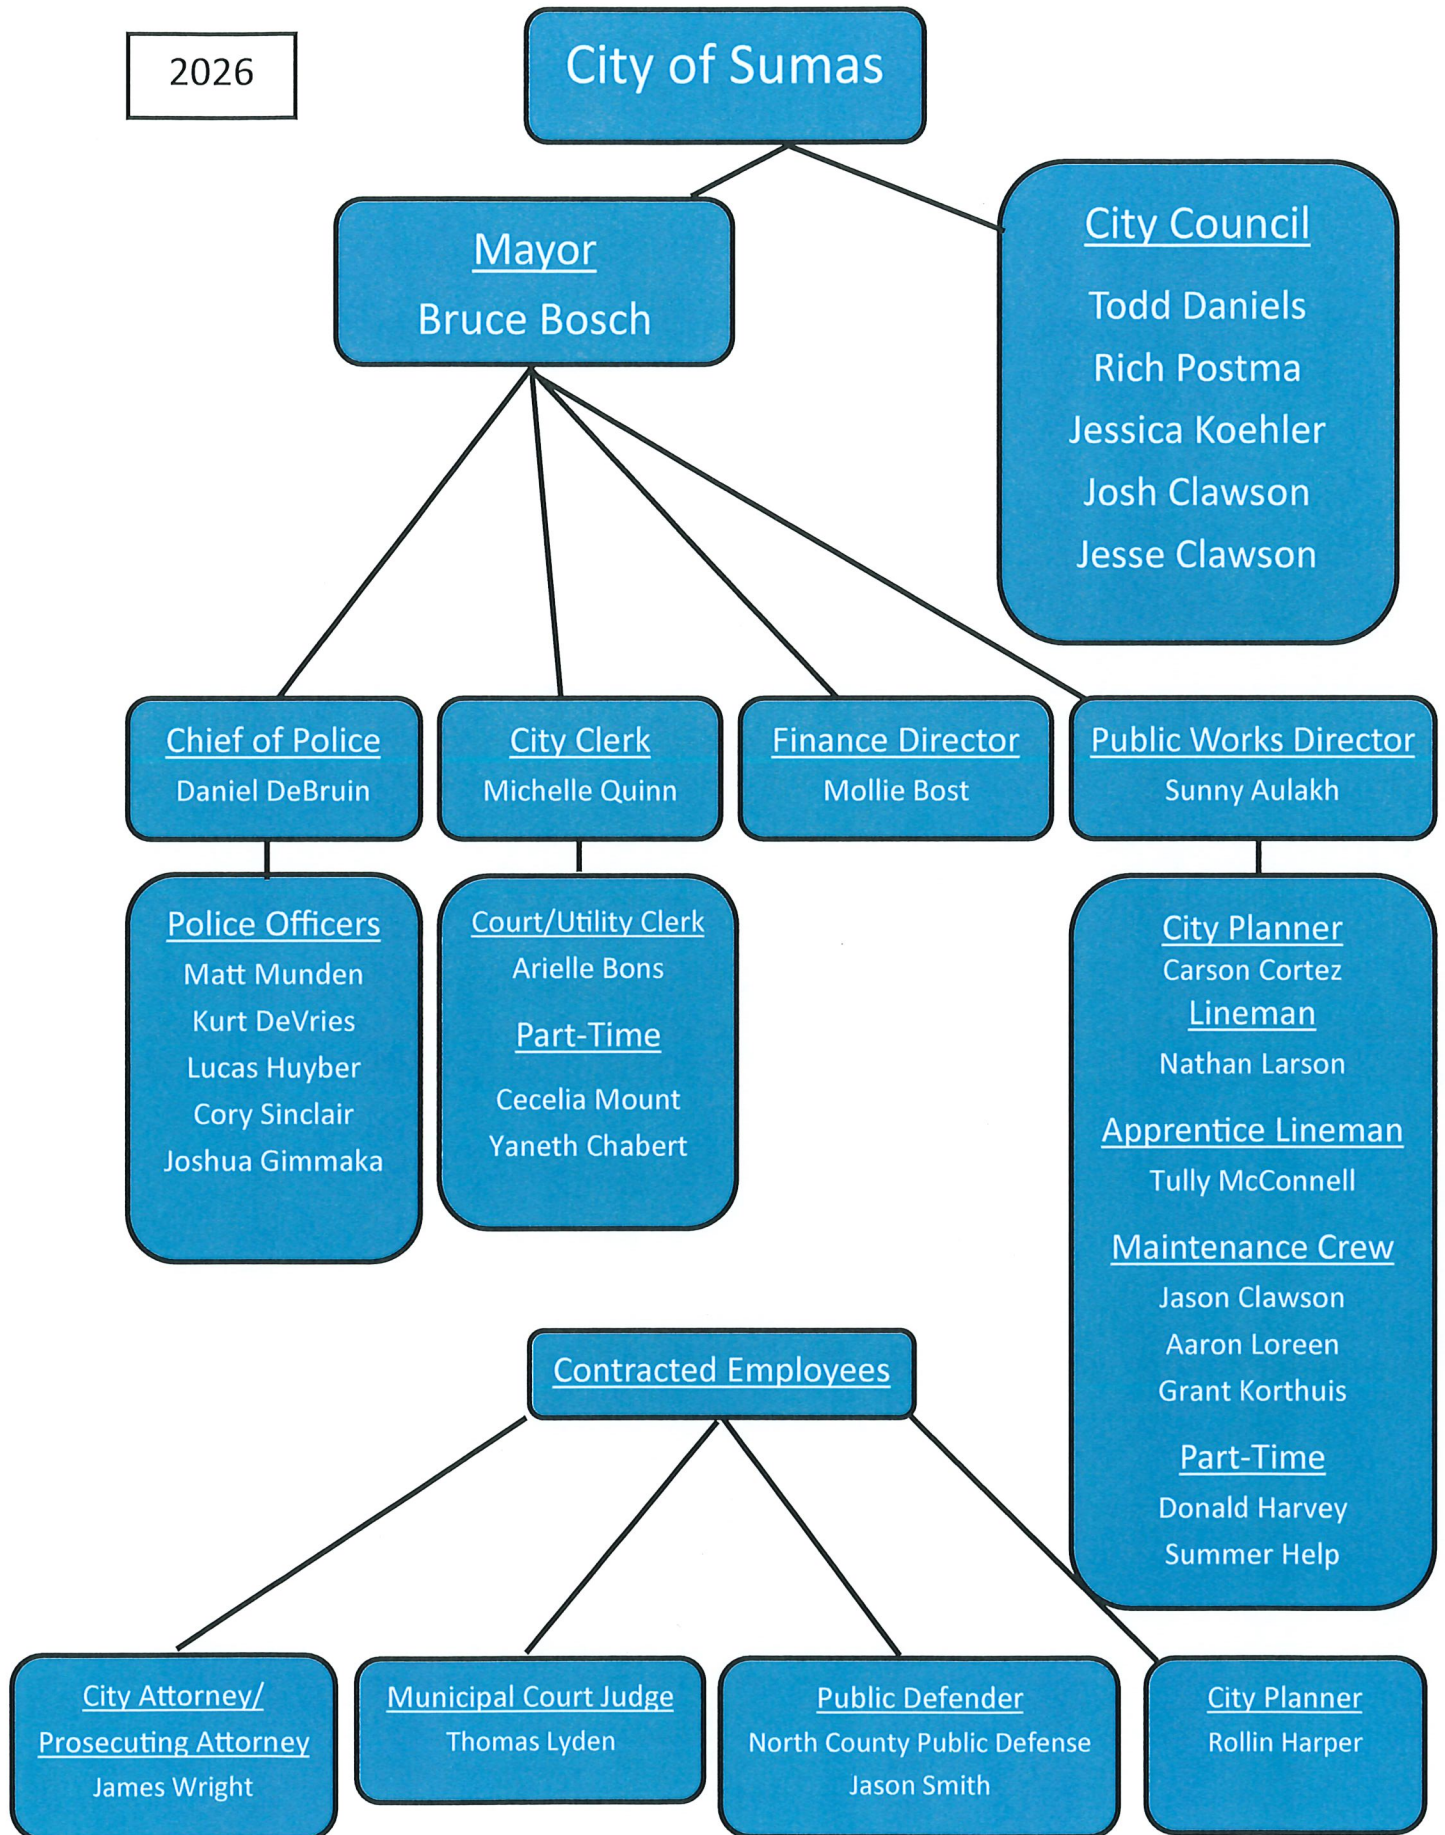 2026
City of Sumas
Mayor
Bruce Bosch
City Council
Todd Daniels
Rich Postma
Jessica Koehler
Josh Clawson
Jesse Clawson
Chief of Police
Daniel DeBruin
City Clerk
Michelle Quinn
Finance Director
Mollie Bost
Public Works Director
Sunny Aulakh
Police Officers
Matt Munden
Kurt DeVries
Lucas Huyber
Cory Sinclair
Joshua Gimmaka
Court/Utility Clerk
Arielle Bons
Part-Time
Cecelia Mount
Yaneth Chabert
City Planner
Carson Cortez
Lineman
Nathan Larson
Apprentice Lineman
Tully McConnell
Maintenance Crew
Jason Clawson
Aaron Loreen
Grant Korthuis
Part-Time
Donald Harvey
Summer Help
Contracted Employees
City Attorney/
Prosecuting Attorney
James Wright
Municipal Court Judge
Thomas Lyden
Public Defender
North County Public Defense
Jason Smith
City Planner
Rollin Harper